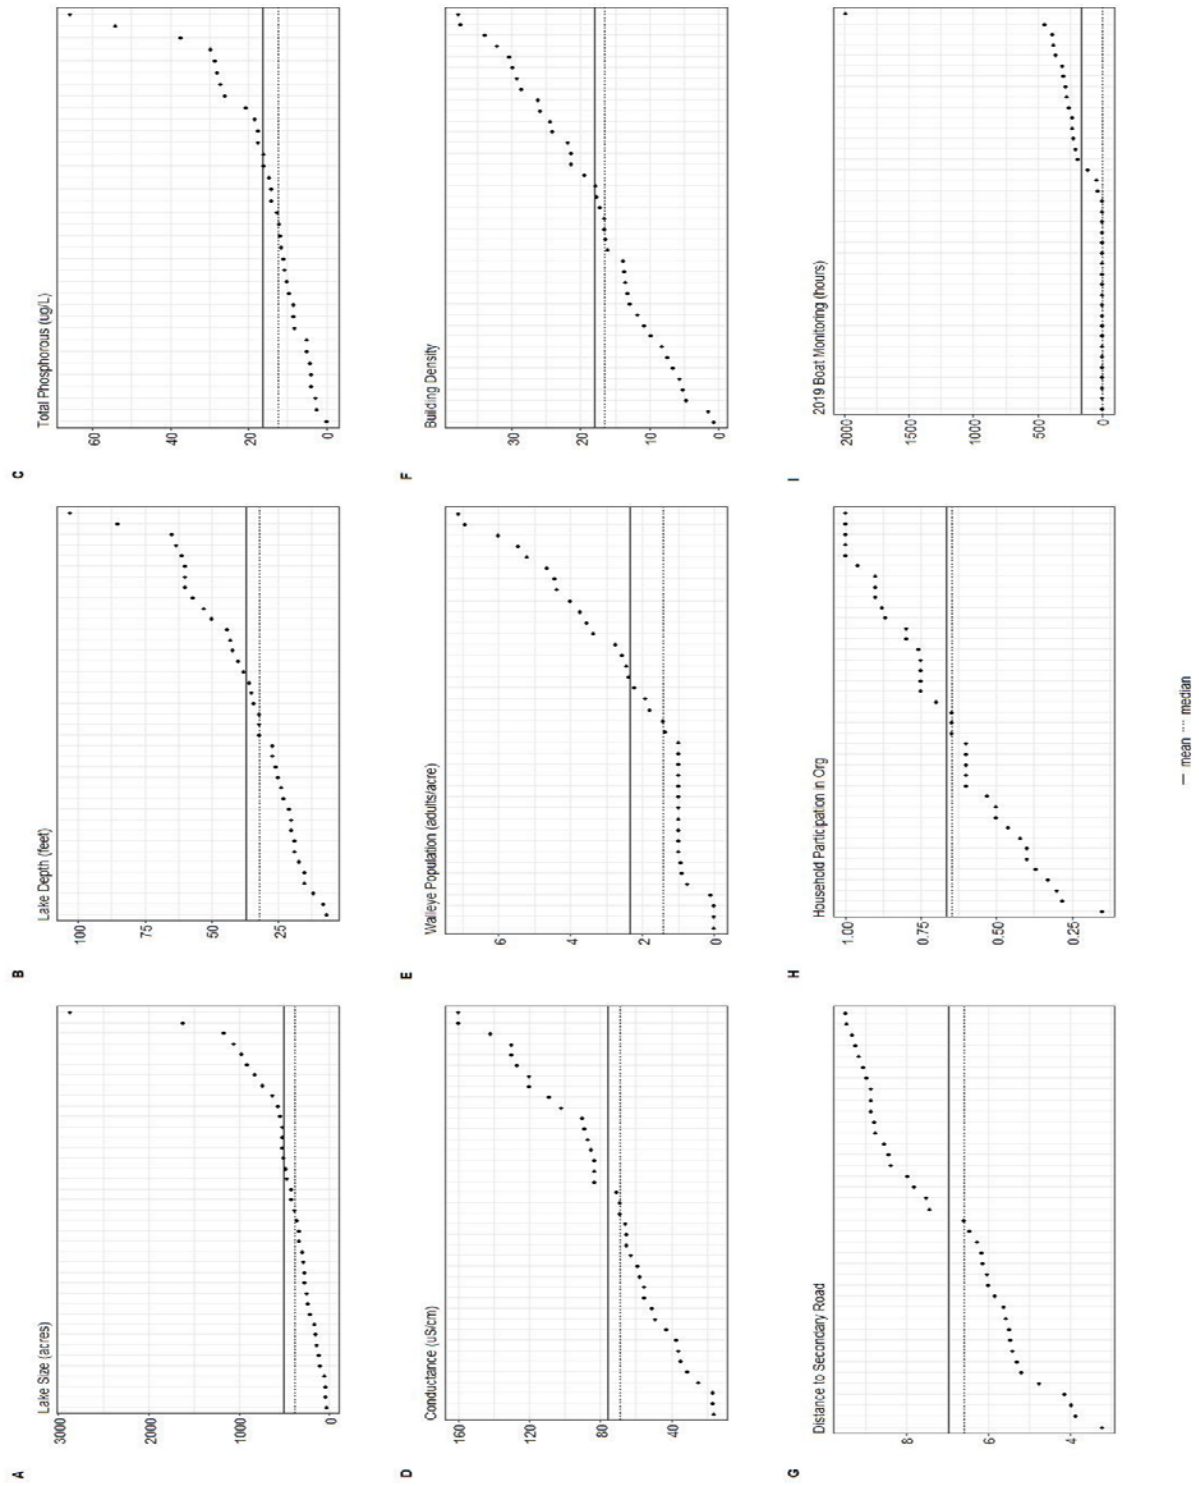 A
Lake Size (acres)
3000
2000
1000
0
B
Lake Depth (feet)
100
75
50
25
C
Total Phosphorous (ug/L)
60
40
20
0
D
Conductance (uS/cm)
160
120
80
40
E
Walleye Population (adults/acre)
6
4
2
0
F
Building Density
30
20
10
0
G
Distance to Secondary Road
8
6
4
H
Household Participation in Org
1.00
0.75
0.50
0.25
I
2019 Boat Monitoring (hours)
2000
1500
1000
500
0
mean median